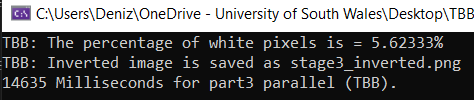 C:\Users\Deniz\OneDrive - University of South Wales\Desktop\TBB
TBB: The percentage of white pixels is = 5.62333%
TBB: Inverted image is saved as stage3_inverted.png
14635 Milliseconds for part3 parallel (TBB).